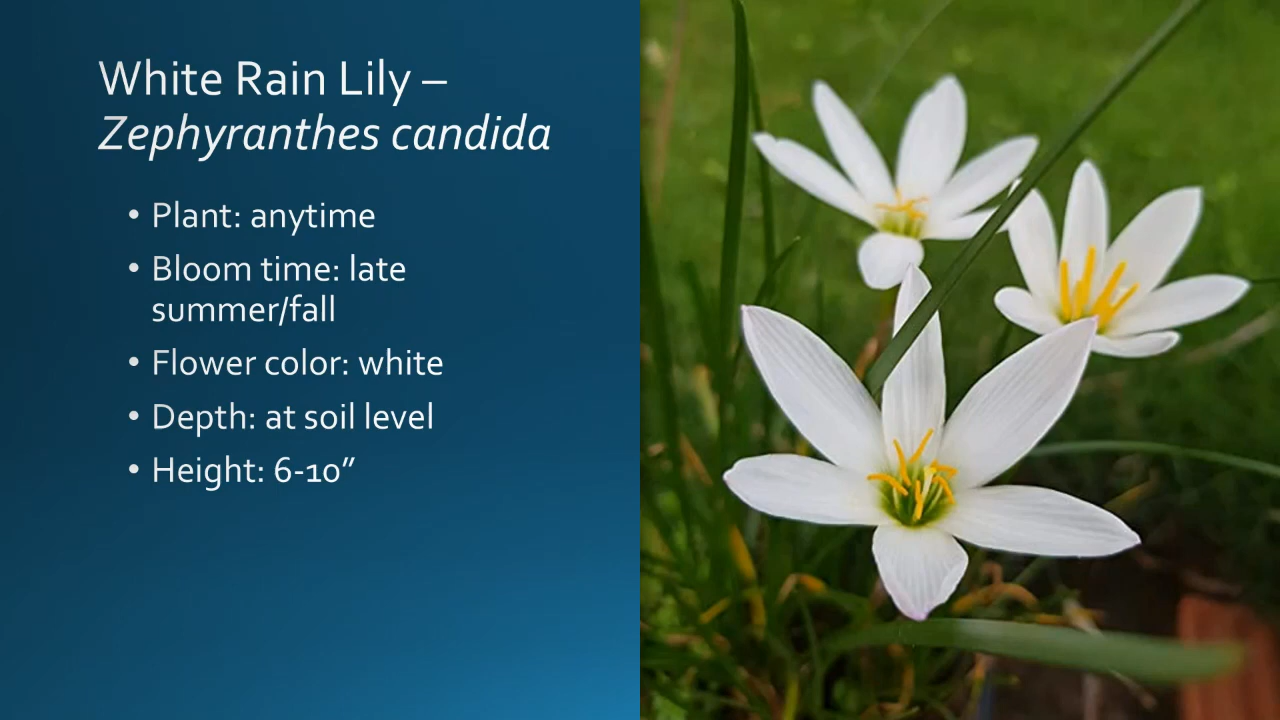 White Rain Lily –
Zephyranthes candida
• Plant: anytime
• Bloom time: late
summer/fall
• Flower color: white
• Depth: at soil level
• Height: 6-10”